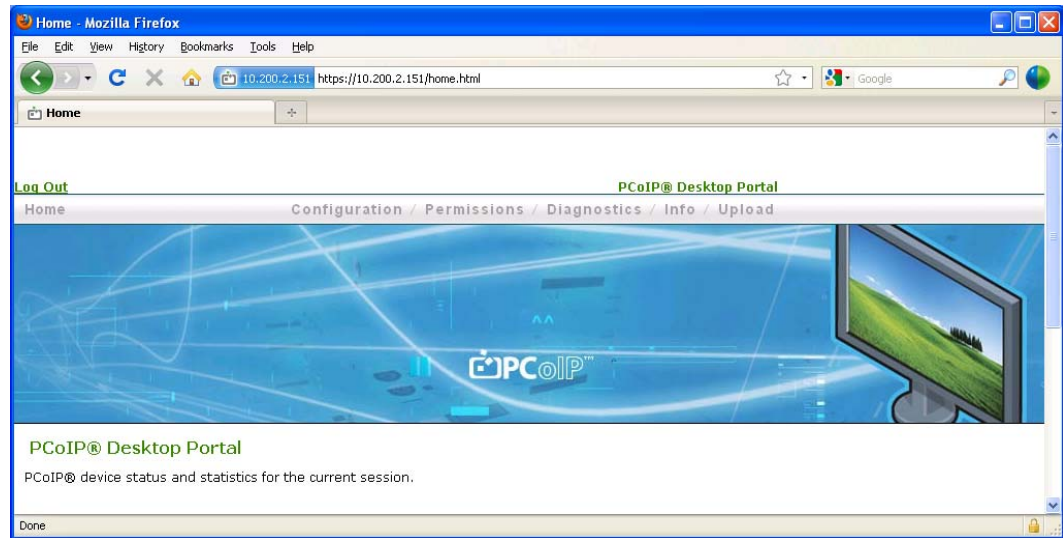 Home - Mozilla Firefox
File Edit View History Bookmarks Tools Help
10.200.2.151 https://10.200.2.151/home.html Google
Home
Log Out PCoIP® Desktop Portal
Home Configuration / Permissions / Diagnostics / Info / Upload
PCoIP™
PCoIP® Desktop Portal
PCoIP® device status and statistics for the current session.
Done